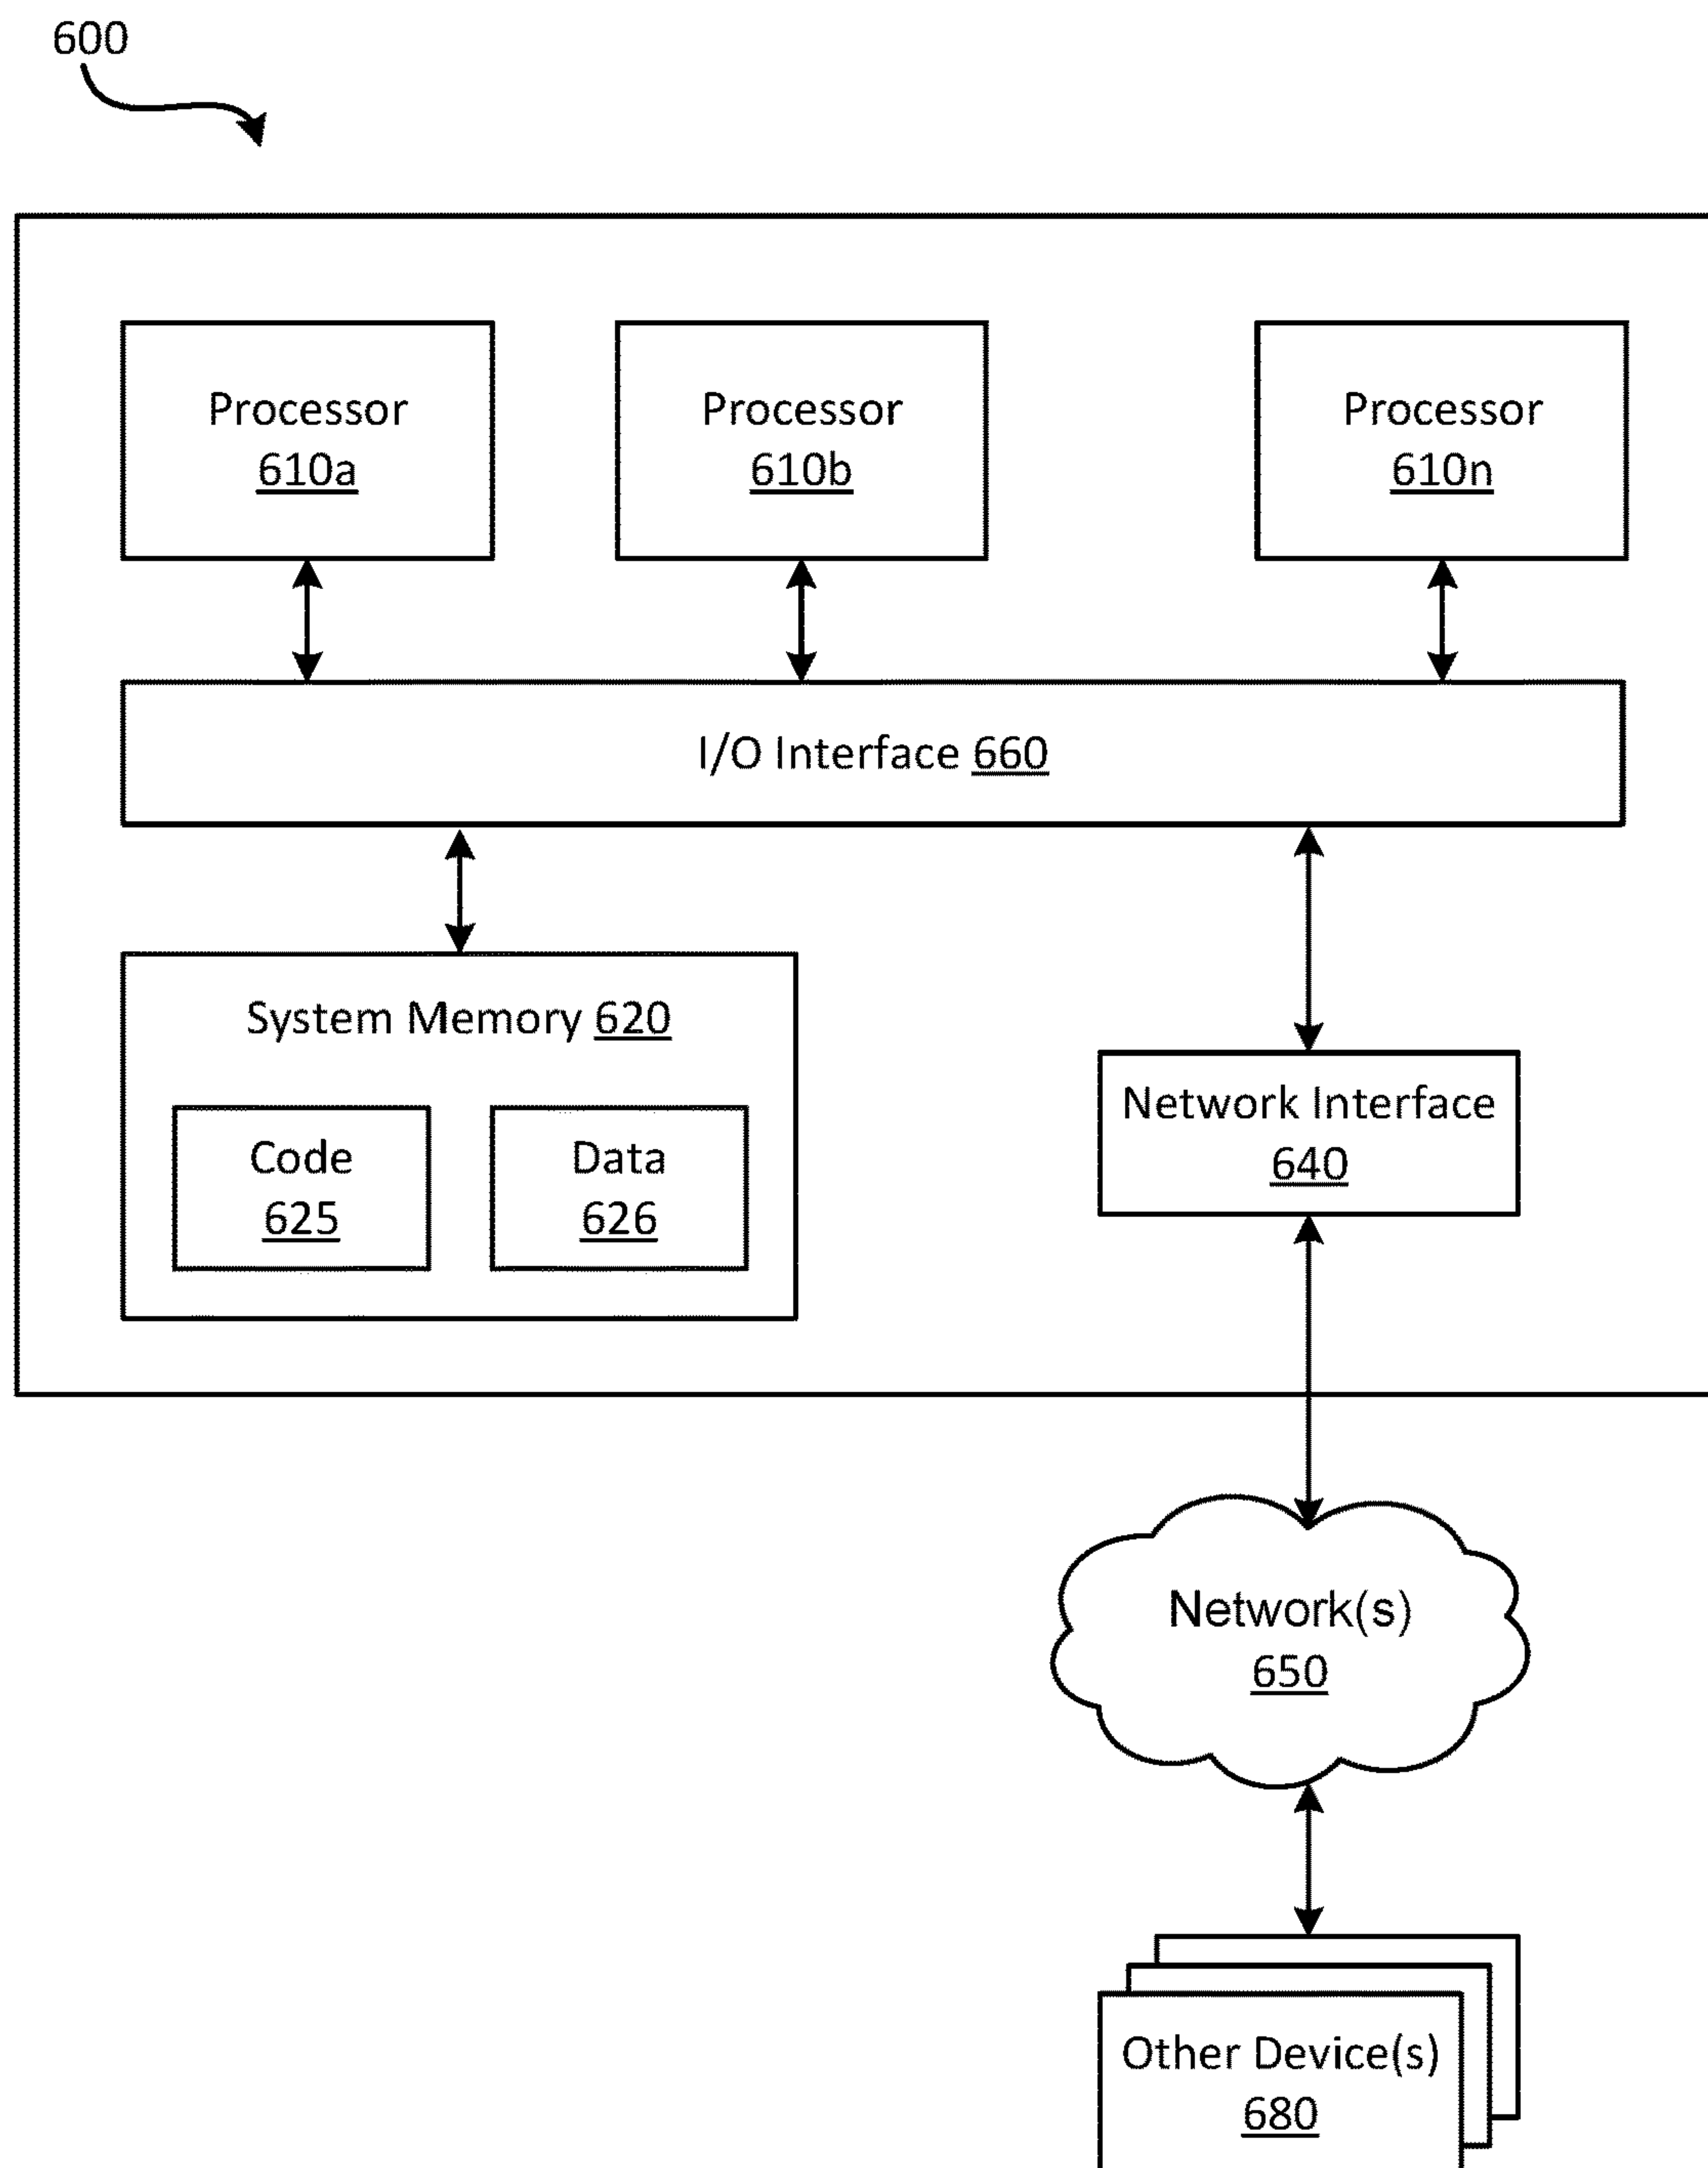 600
Processor
610a
Processor
610b
Processor
610n
I/O Interface 660
System Memory 620
Code
625
Data
626
Network Interface
640
Network(s)
650
Other Device(s)
680